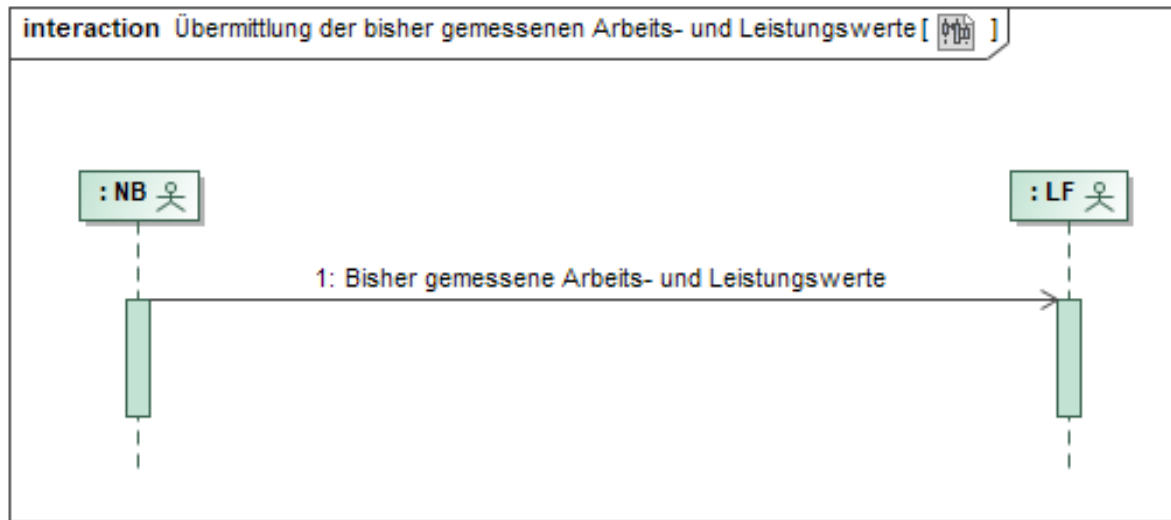 interaction Übermittlung der bisher gemessenen Arbeits- und Leistungswerte [ ]
: NB
: LF
1: Bisher gemessene Arbeits- und Leistungswerte